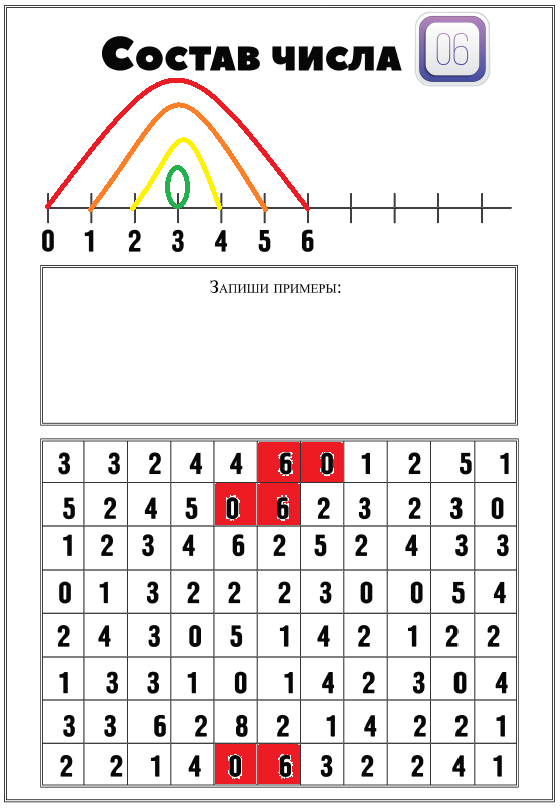 Состав числа 06
0 1 2 3 4 5 6
Запиши примеры:
3 3 2 4 4 6 0 1 2 5 1
5 2 4 5 0 6 2 3 2 3 0
1 2 3 4 6 2 5 2 4 3 3
0 1 3 2 2 2 3 0 0 5 4
2 4 3 0 5 1 4 2 1 2 2
1 3 3 1 0 1 4 2 3 0 4
3 3 6 2 8 2 1 4 2 2 1
2 2 1 4 0 6 3 2 2 4 1